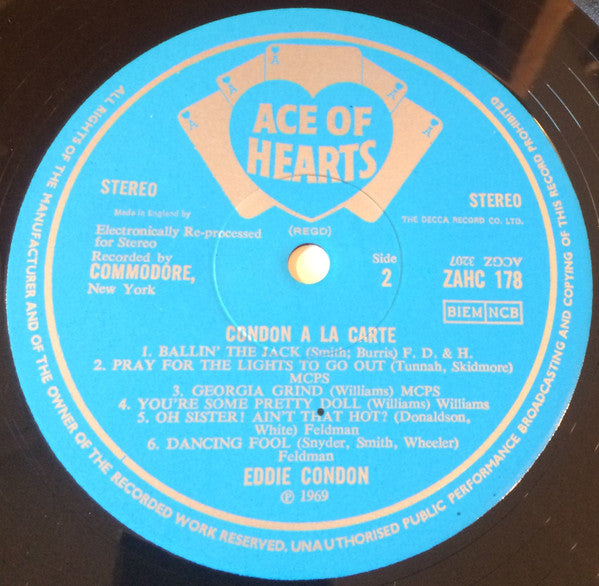 ALL RIGHTS OF THE MANUFACTURER AND OF THE OWNER OF THE RECORDED WORK RESERVED. UNAUTHORISED PUBLIC PERFORMANCE BROADCASTING AND COPYING OF THIS RECORD PROHIBITED
A A A A
ACE OF
HEARTS
(REGD)
STEREO
Made in England by
Electronically Re-processed
for Stereo
Recorded by
COMMODORE,
New York
STEREO
THE DECCA RECORD CO. LTD.
Side
2
ACGZ 3207
ZAHC 178
BIEM NCB
CONDON A LA CARTE
1. BALLIN' THE JACK (Smith; Burris) F. D. & H.
2. PRAY FOR THE LIGHTS TO GO OUT (Tunnah, Skidmore)
MCPS
3. GEORGIA GRIND (Williams) MCPS
4. YOU'RE SOME PRETTY DOLL (Williams) Williams
5. OH SISTER! AIN'T THAT HOT? (Donaldson,
White) Feldman
6. DANCING FOOL (Snyder, Smith, Wheeler)
Feldman
EDDIE CONDON
℗ 1969